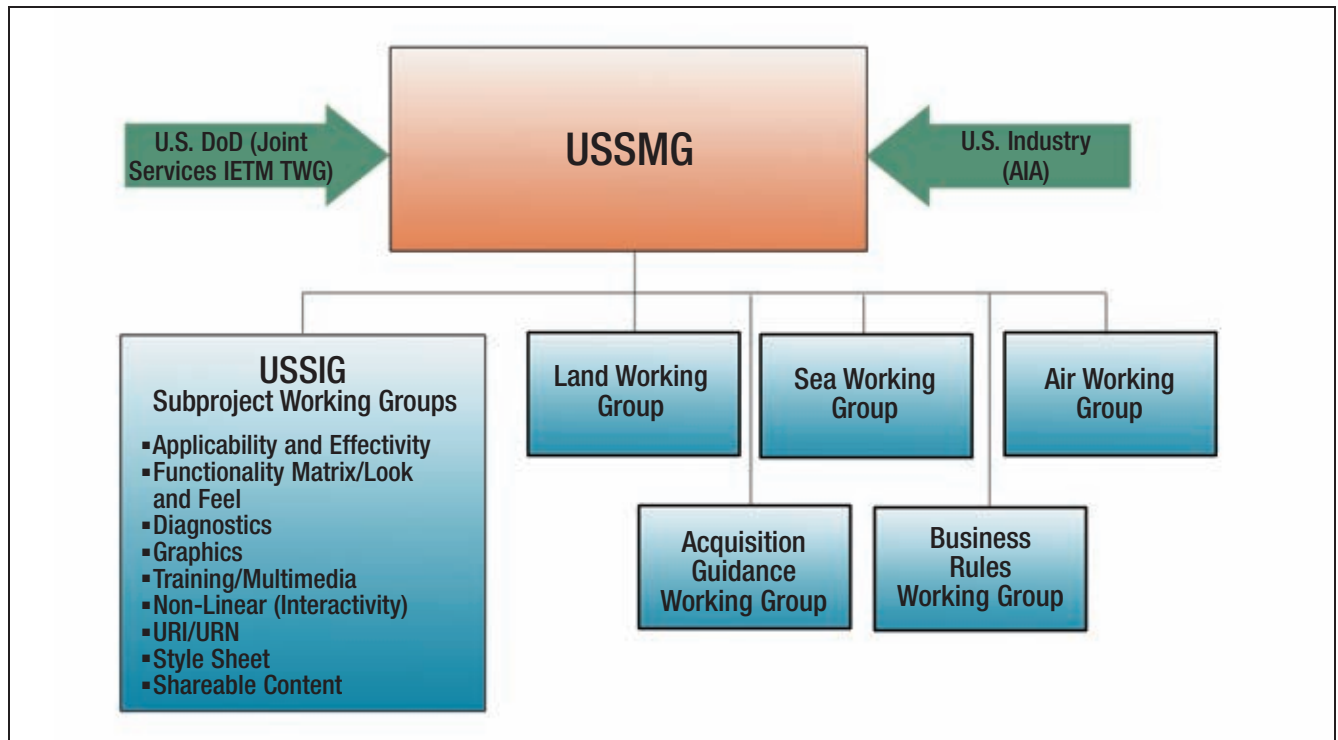 U.S. DoD (Joint
Services IETM TWG)
USSMG
U.S. Industry
(AIA)
USSIG
Subproject Working Groups
▪Applicability and Effectivity
▪Functionality Matrix/Look
and Feel
▪Diagnostics
▪Graphics
▪Training/Multimedia
▪Non-Linear (Interactivity)
▪URI/URN
▪Style Sheet
▪Shareable Content
Land Working
Group
Sea Working
Group
Air Working
Group
Acquisition
Guidance
Working Group
Business
Rules
Working Group